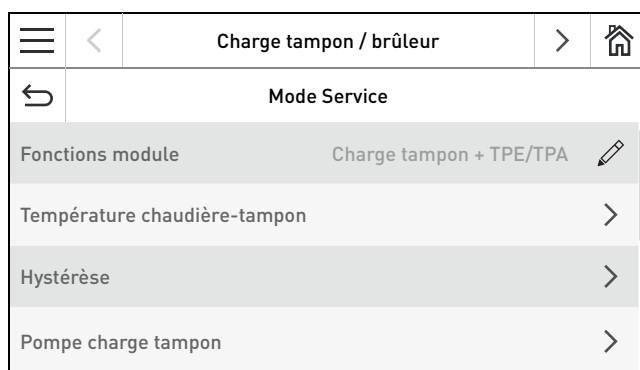 Charge tampon / brûleur
Mode Service
Fonctions module Charge tampon + TPE/TPA
Température chaudière-tampon
Hystérèse
Pompe charge tampon